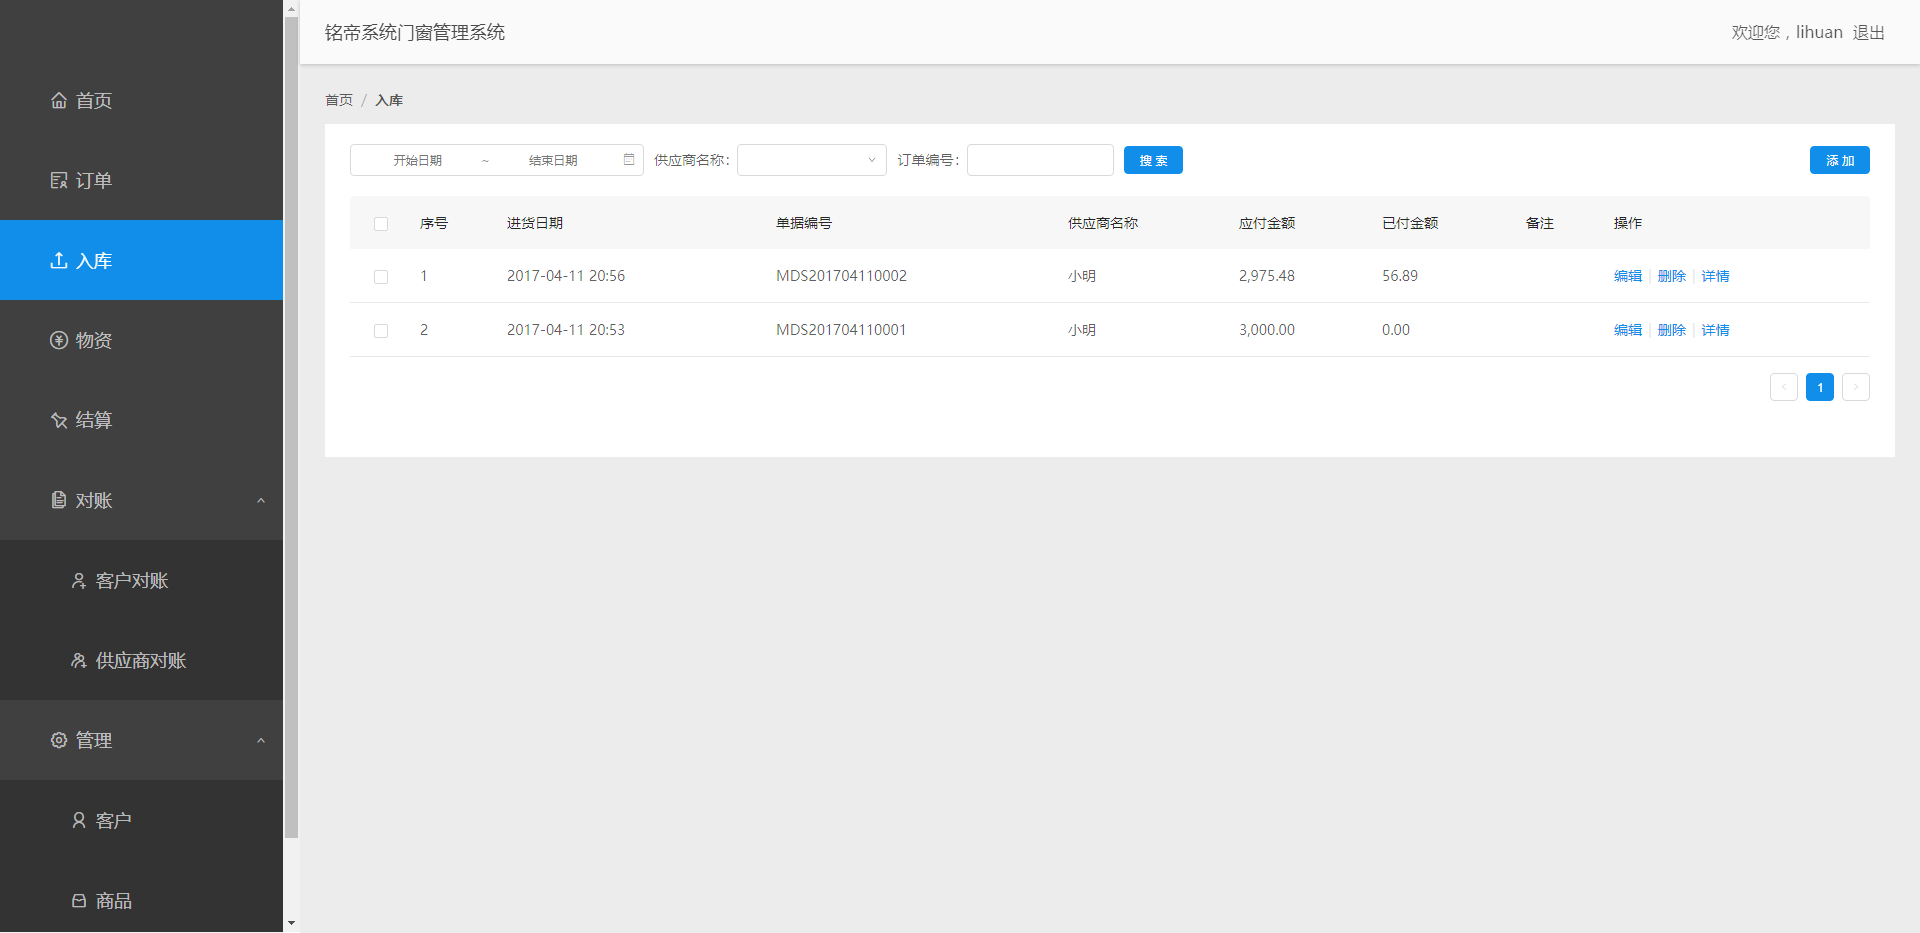 铭帝系统门窗管理系统
欢迎您，lihuan 退出
首页
订单
入库
物资
结算
对账
客户对账
供应商对账
管理
客户
商品
首页 / 入库
开始日期 ~ 结束日期 供应商名称: 订单编号: 搜 索 添 加
序号 进货日期 单据编号 供应商名称 应付金额 已付金额 备注 操作
1 2017-04-11 20:56 MDS201704110002 小明 2,975.48 56.89 编辑 | 删除 | 详情
2 2017-04-11 20:53 MDS201704110001 小明 3,000.00 0.00 编辑 | 删除 | 详情
< 1 >